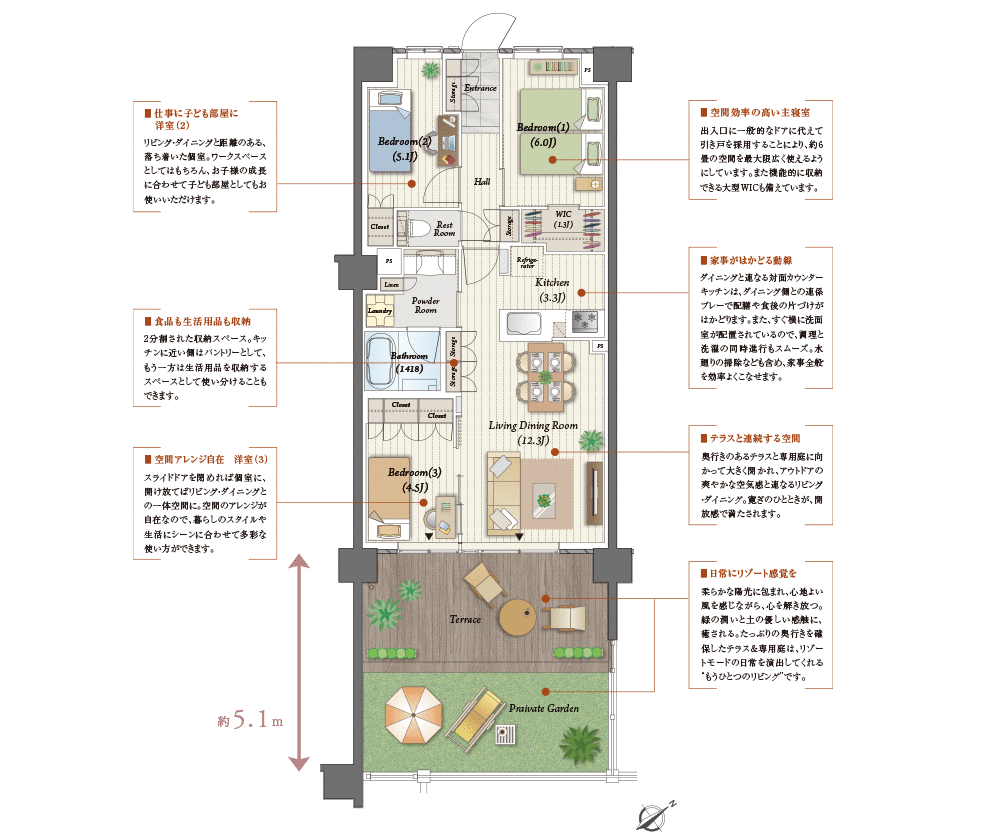 ■ 仕事に子ども部屋に
洋室(2)
リビング・ダイニングと距離のある、
落ち着いた個室。ワークスペース
としてはもちろん、お子様の成長
に合わせて子ども部屋としてもお
使いいただけます。
■ 食品も生活用品も収納
2分割された収納スペース。キッ
チンに近い側はパントリーとして、
もう一方は生活用品を収納する
スペースとして使い分けることも
できます。
■ 空間アレンジ自在　洋室(3)
スライドドアを閉めれば個室に、
開け放てばリビング・ダイニングと
の一体空間に。空間のアレンジが
自在なので、暮らしのスタイルや
生活にシーンに合わせて多彩な
使い方ができます。
約5.1m
Entrance
Storage
PS
Bedroom(1)
(6.0J)
Bedroom(2)
(5.1J)
Hall
Closet
Rest
Room
Storage
WIC
(1.3J)
PS
Refrige-
rator
Linen
Kitchen
(3.3J)
Laundry
Powder
Room
Bathroom
(1418)
Storage
Storage
PS
Closet
Closet
Living Dining Room
(12.3J)
Bedroom(3)
(4.5J)
Terrace
Praivate Garden
N
■ 空間効率の高い主寝室
出入口に一般的なドアに代えて
引き戸を採用することにより、約6
畳の空間を最大限広く使えるよう
にしています。また機能的に収納
できる大型WICも備えています。
■ 家事がはかどる動線
ダイニングと連なる対面カウンター
キッチンは、ダイニング側との連係
プレーで配膳や食後の片づけが
はかどります。また、すぐ横に洗面
室が配置されているので、調理と
洗濯の同時進行もスムーズ。水
廻りの掃除なども含め、家事全般
を効率よくこなせます。
■ テラスと連続する空間
奥行きのあるテラスと専用庭に向
かって大きく開かれ、アウトドアの
爽やかな空気感と連なるリビング
・ダイニング。寛ぎのひとときが、開
放感で満たされます。
■ 日常にリゾート感覚を
柔らかな陽光に包まれ、心地よい
風を感じながら、心を解き放つ。
緑の潤いと土の優しい感触に、
癒される。たっぷりの奥行きを確
保したテラス&専用庭は、リゾー
トモードの日常を演出してくれる
"もうひとつのリビング"です。